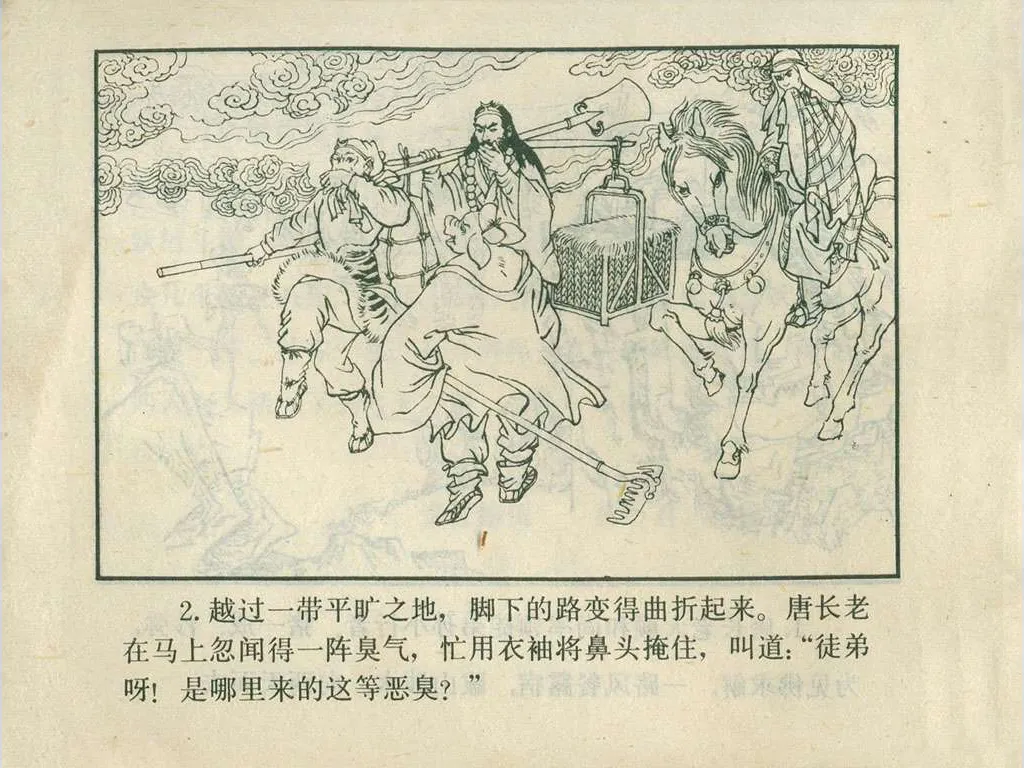 2. 越过一带平旷之地，脚下的路变得曲折起来。唐长老
在马上忽闻得一阵臭气，忙用衣袖将鼻头掩住，叫道：“徒弟
呀！是哪里来的这等恶臭？”